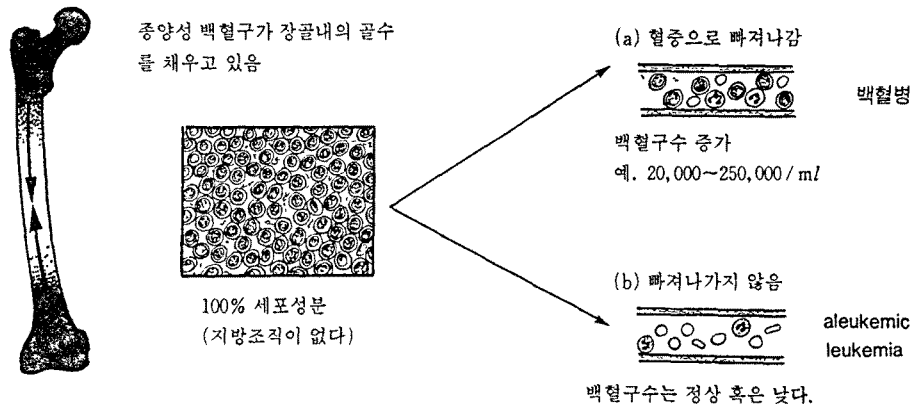 종양성 백혈구가 장골내의 골수
를 채우고 있음
100% 세포성분
(지방조직이 없다)
(a) 혈중으로 빠져나감
백혈병
백혈구수 증가
예. 20,000~250,000/ml
(b) 빠져나가지 않음
aleukemic
leukemia
백혈구수는 정상 혹은 낮다.